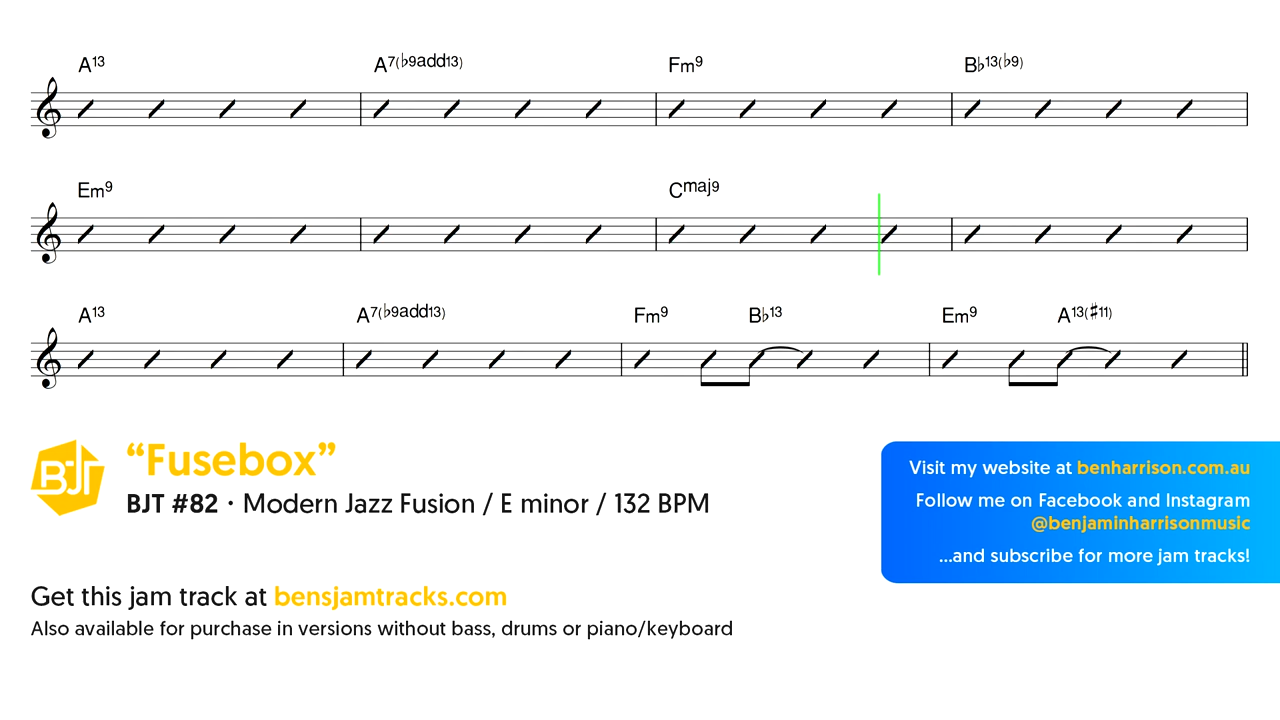 A13 A7(♭9add13) Fm9 B♭13(♭9)
Em9 Cmaj9
A13 A7(♭9add13) Fm9 B♭13 Em9 A13(♯11)
BJT
“Fusebox”
BJT #82 · Modern Jazz Fusion / E minor / 132 BPM
Visit my website at benharrison.com.au
Follow me on Facebook and Instagram
@benjaminharrisonmusic
...and subscribe for more jam tracks!
Get this jam track at bensjamtracks.com
Also available for purchase in versions without bass, drums or piano/keyboard